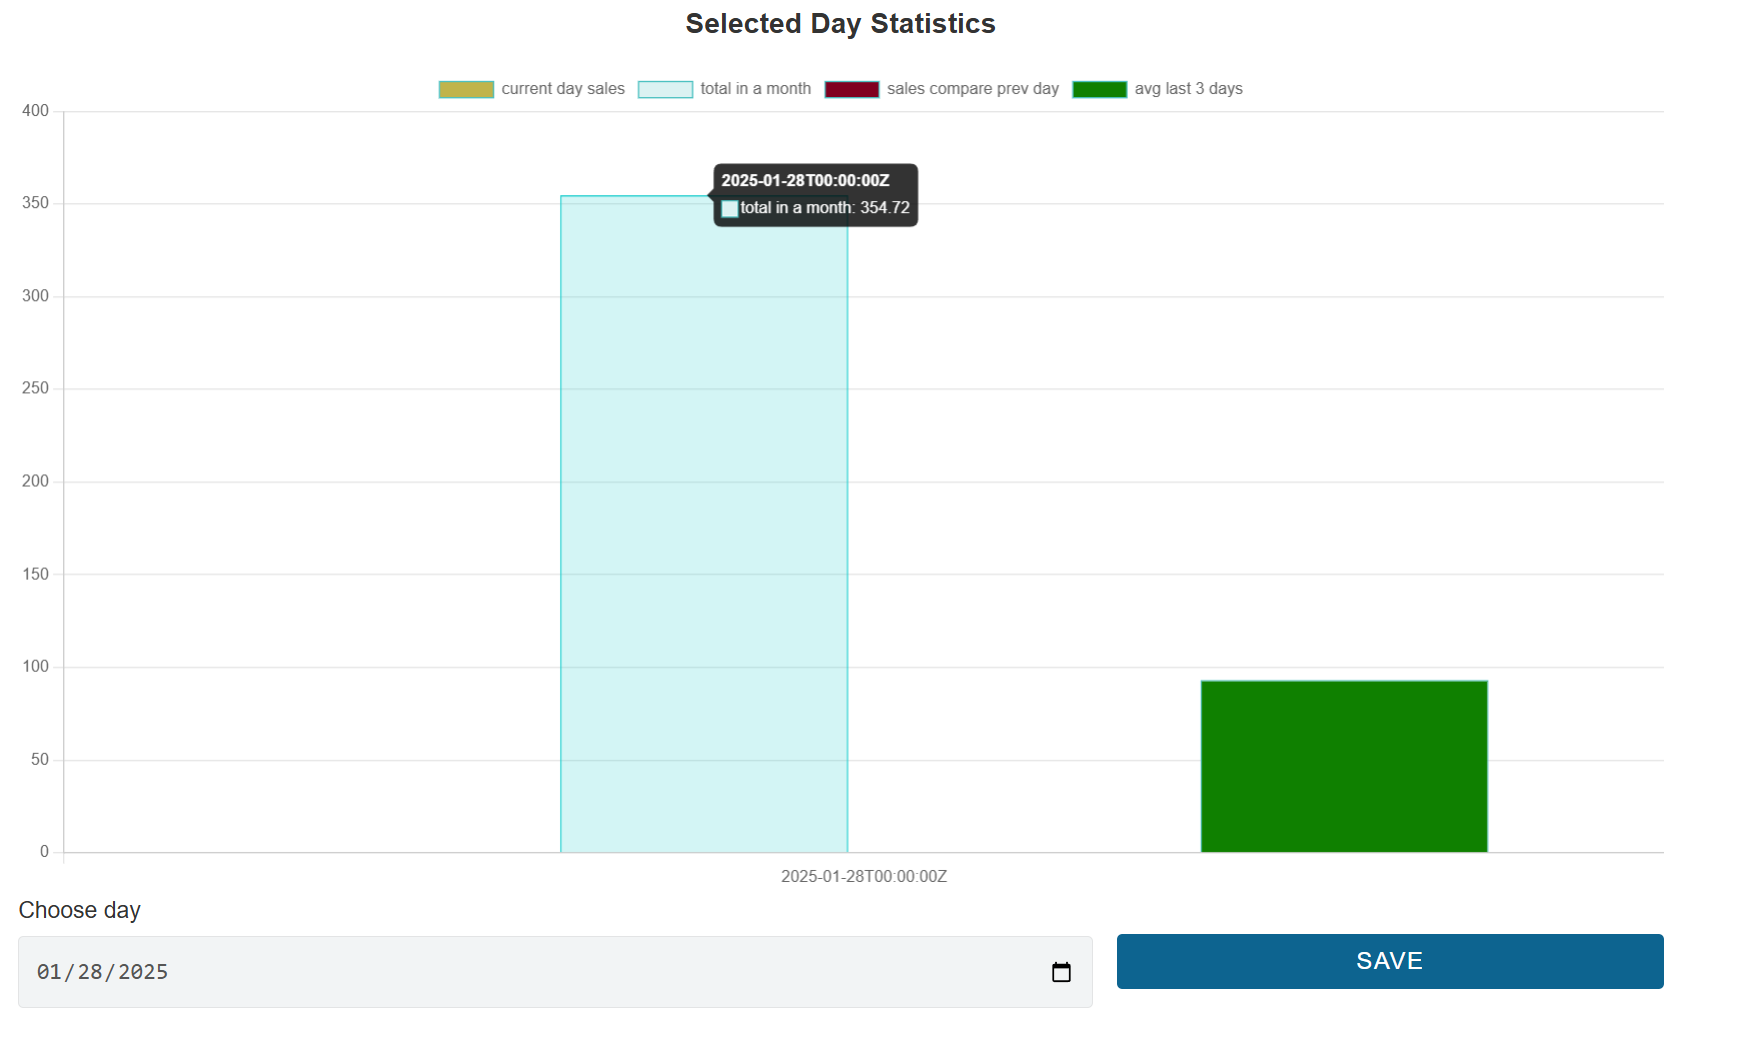 Selected Day Statistics
current day sales total in a month sales compare prev day avg last 3 days
400
2025-01-28T00:00:00Z
350
total in a month: 354.72
300
250
200
150
100
50
0
2025-01-28T00:00:00Z
Choose day
01/28/2025
SAVE